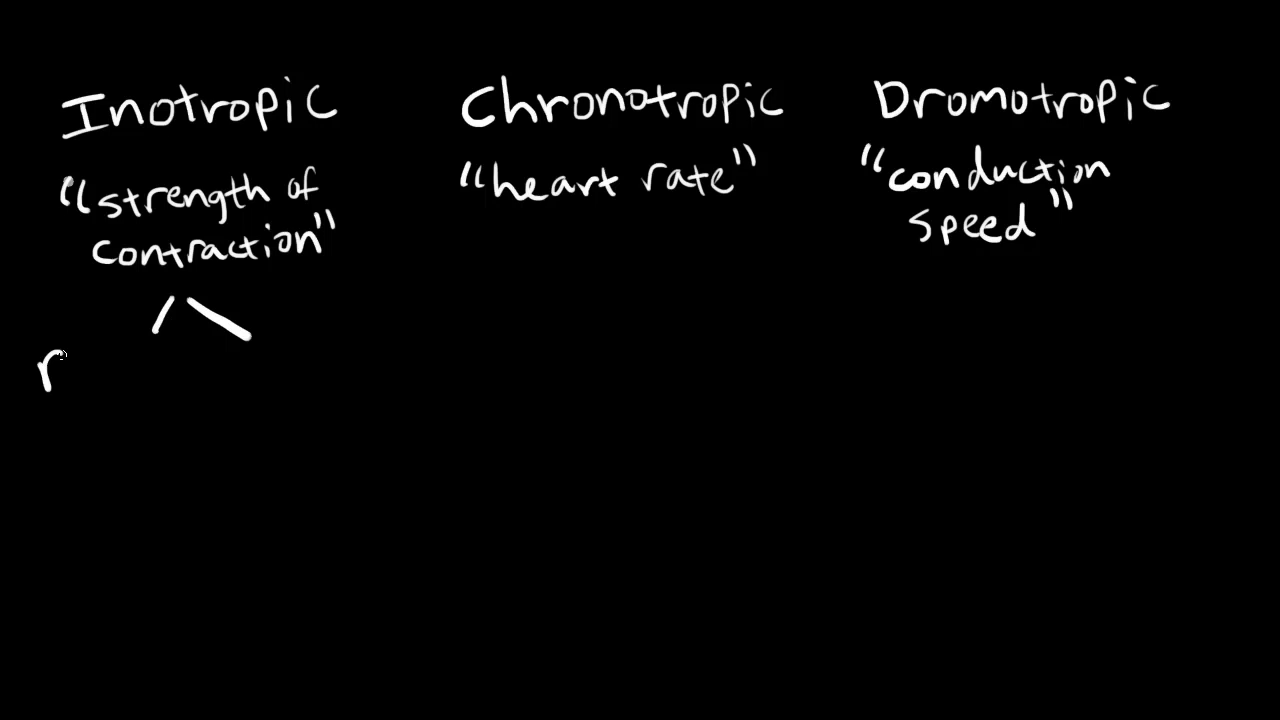 Inotropic
"strength of
contraction"
r
Chronotropic
"heart rate"
Dromotropic
"conduction
speed"